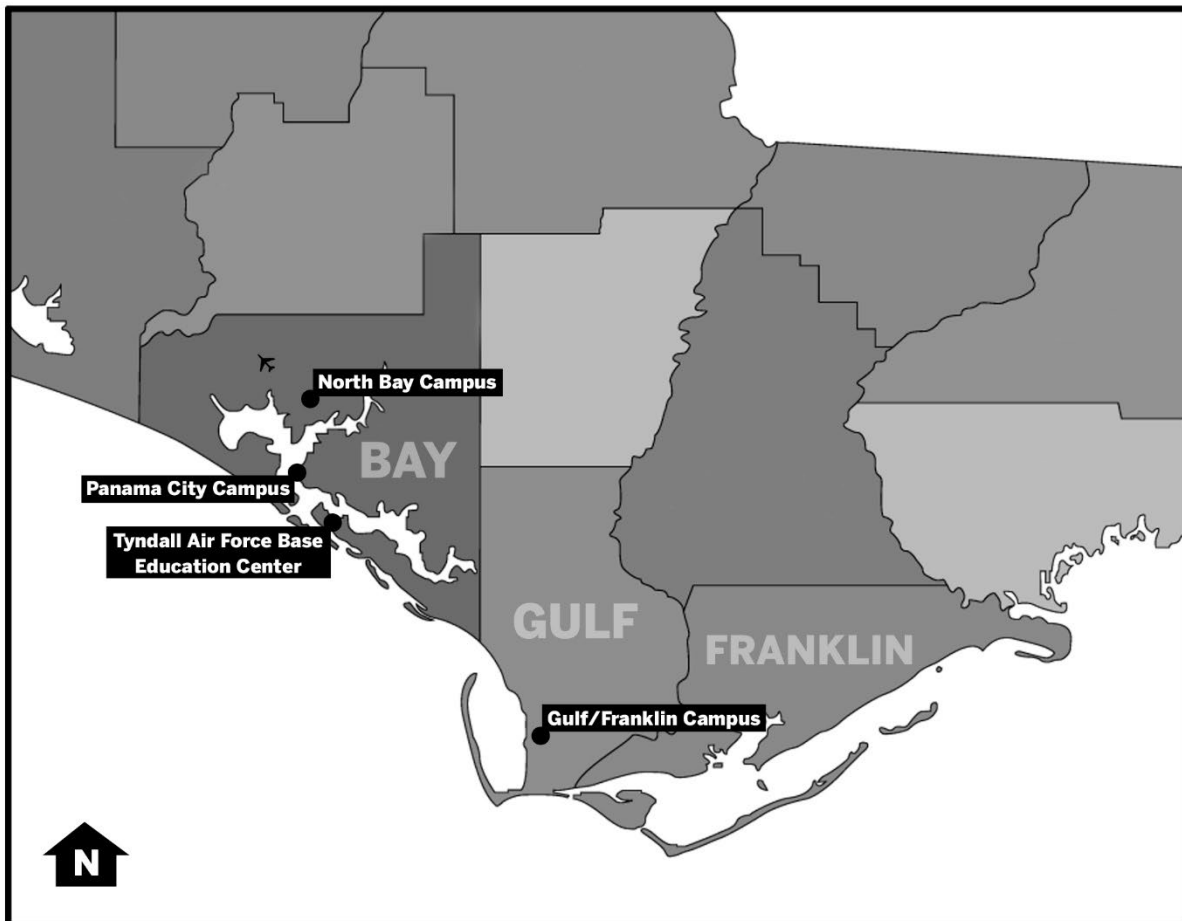 North Bay Campus
BAY
Panama City Campus
Tyndall Air Force Base
Education Center
GULF
FRANKLIN
Gulf/Franklin Campus
N